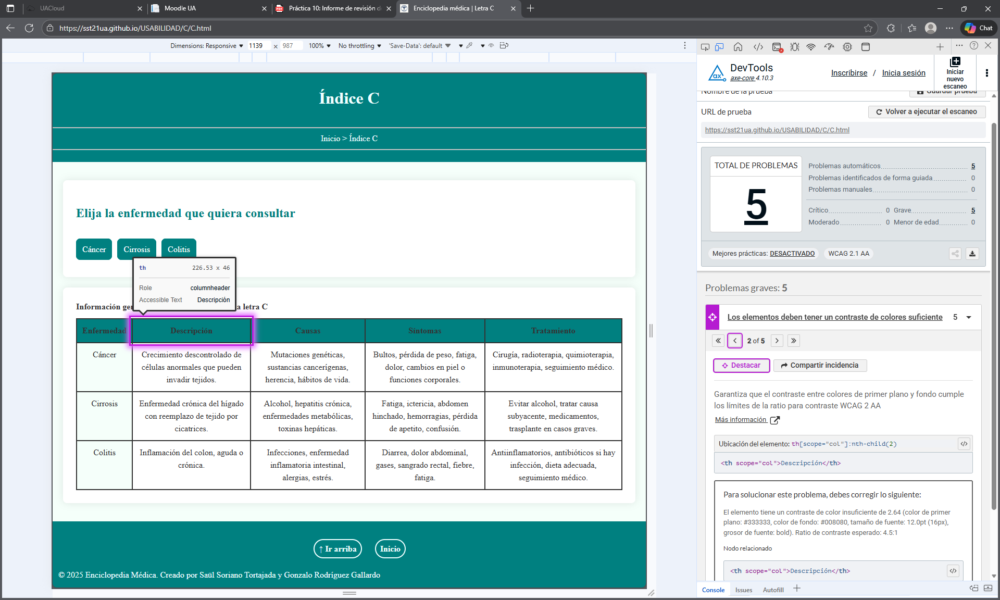 UACloud
Moodle UA
Práctica 10: Informe de revisión d
Enciclopedia médica | Letra C
https://sst21ua.github.io/USABILIDAD/C/C.html
Chat
Dimensions: Responsive
1139
×
987
100%
No throttling
'Save-Data': default
Índice C
Inicio > Índice C
Elija la enfermedad que quiera consultar
Cáncer
Cirrosis
Colitis
th
226.53 x 46
Role
columnheader
Accessible Text
Descripción
Información ge
a letra C
Enfermedad
Descripción
Causas
Síntomas
Tratamiento
Cáncer
Crecimiento descontrolado de
células anormales que pueden
invadir tejidos.
Mutaciones genéticas,
sustancias cancerígenas,
herencia, hábitos de vida.
Bultos, pérdida de peso, fatiga,
dolor, cambios en piel o
funciones corporales.
Cirugía, radioterapia, quimioterapia,
inmunoterapia, seguimiento médico.
Cirrosis
Enfermedad crónica del hígado
con reemplazo de tejido por
cicatrices.
Alcohol, hepatitis crónica,
enfermedades metabólicas,
toxinas hepáticas.
Fatiga, ictericia, abdomen
hinchado, hemorragias, pérdida
de apetito, confusión.
Evitar alcohol, tratar causa
subyacente, medicamentos,
trasplante en casos graves.
Colitis
Inflamación del colon, aguda o
crónica.
Infecciones, enfermedad
inflamatoria intestinal,
alergias, estrés.
Diarrea, dolor abdominal,
gases, sangrado rectal, fiebre,
fatiga.
Antiinflamatorios, antibióticos si hay
infección, dieta adecuada,
seguimiento médico.
↑ Ir arriba
Inicio
© 2025 Enciclopedia Médica. Creado por Saül Soriano Tortajada y Gonzalo Rodríguez Gallardo
ax
DevTools
axe-core 4.10.3
Inscribirse / Inicia sesión
Iniciar
nuevo
escaneo
Nombre de la prueba
Guardar prueba
URL de prueba
Volver a ejecutar el escaneo
https://sst21ua.github.io/USABILIDAD/C/C.html
TOTAL DE PROBLEMAS
5
Problemas automáticos 5
Problemas identificados de forma guiada 0
Problemas manuales 0
Crítico 0 Grave 5
Moderado 0 Menor de edad 0
Mejores prácticas: DESACTIVADO
WCAG 2.1 AA
Problemas graves: 5
Los elementos deben tener un contraste de colores suficiente 5
2 of 5
Destacar
Compartir incidencia
Garantiza que el contraste entre colores de primer plano y fondo cumple
los límites de la ratio para contraste WCAG 2 AA
Más información
Ubicación del elemento: th[scope="col"]:nth-child(2)
<th scope="col">Descripción</th>
Para solucionar este problema, debes corregir lo siguiente:
El elemento tiene un contraste de color insuficiente de 2.64 (color de primer
plano: #333333, color de fondo: #008080, tamaño de fuente: 12.0pt (16px),
grosor de fuente: bold). Ratio de contraste esperado: 4.5:1
Nodo relacionado
<th scope="col">Descripción</th>
Console
Issues
Autofill